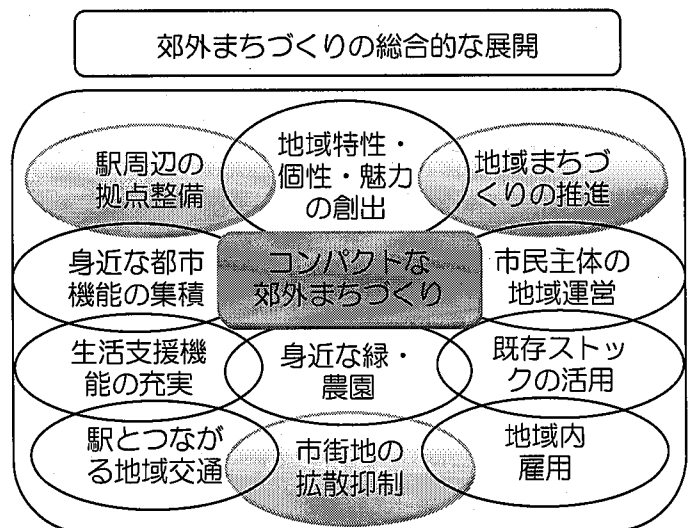 郊外まちづくりの総合的な展開
駅周辺の
拠点整備
地域特性・
個性・魅力
の創出
地域まちづ
くりの推進
身近な都市
機能の集積
コンパクトな
郊外まちづくり
市民主体の
地域運営
生活支援機
能の充実
身近な緑・
農園
既存ストッ
クの活用
駅とつなが
る地域交通
市街地の
拡散抑制
地域内
雇用